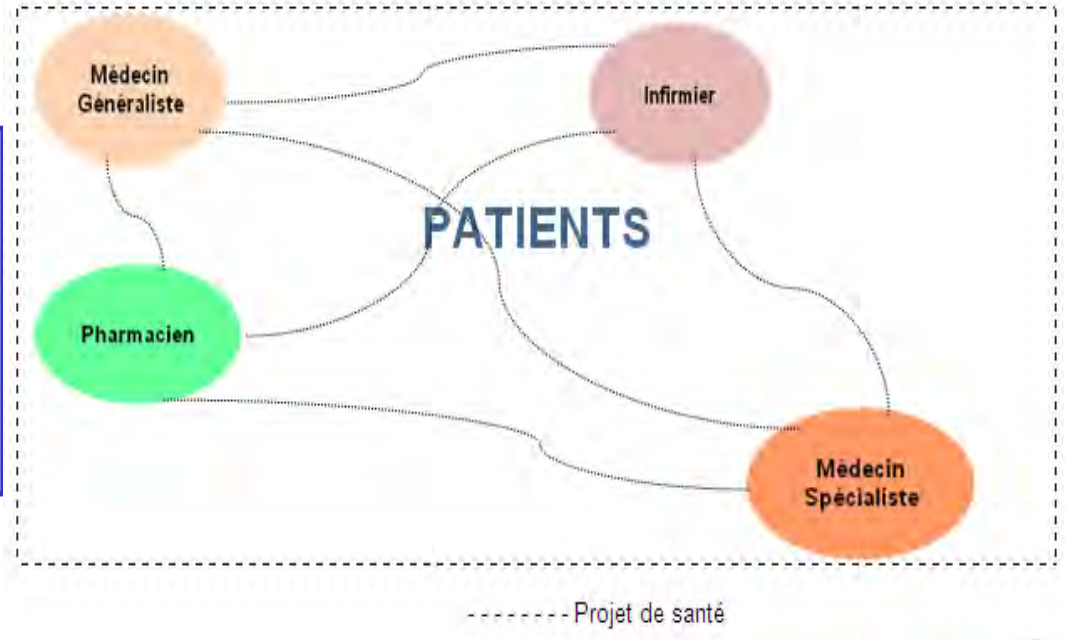 Médecin
Généraliste
Infirmier
PATIENTS
Pharmacien
Médecin
Spécialiste
-------- Projet de santé